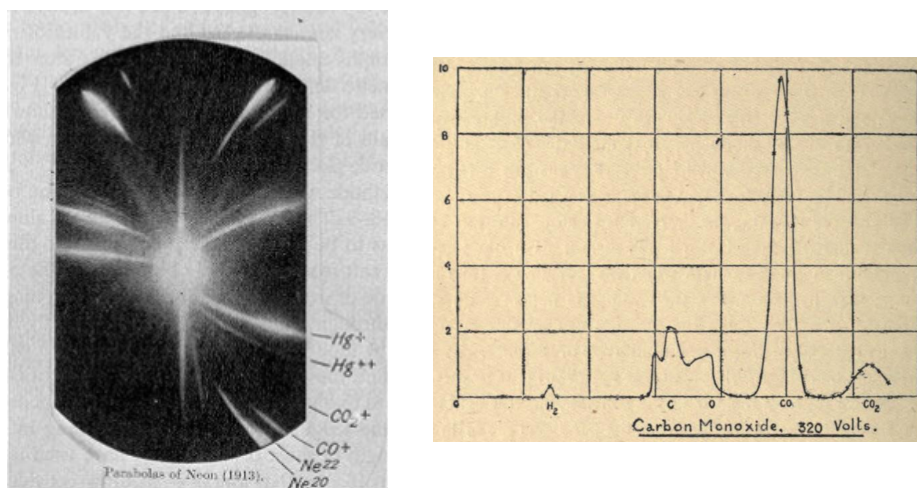 Hg+
Hg++
CO2+
CO+
Ne22
Ne20
Parabolas of Neon (1913).
10
8
6
4
2
0
H2
C
O
CO
CO2
Carbon Monoxide. 320 Volts.